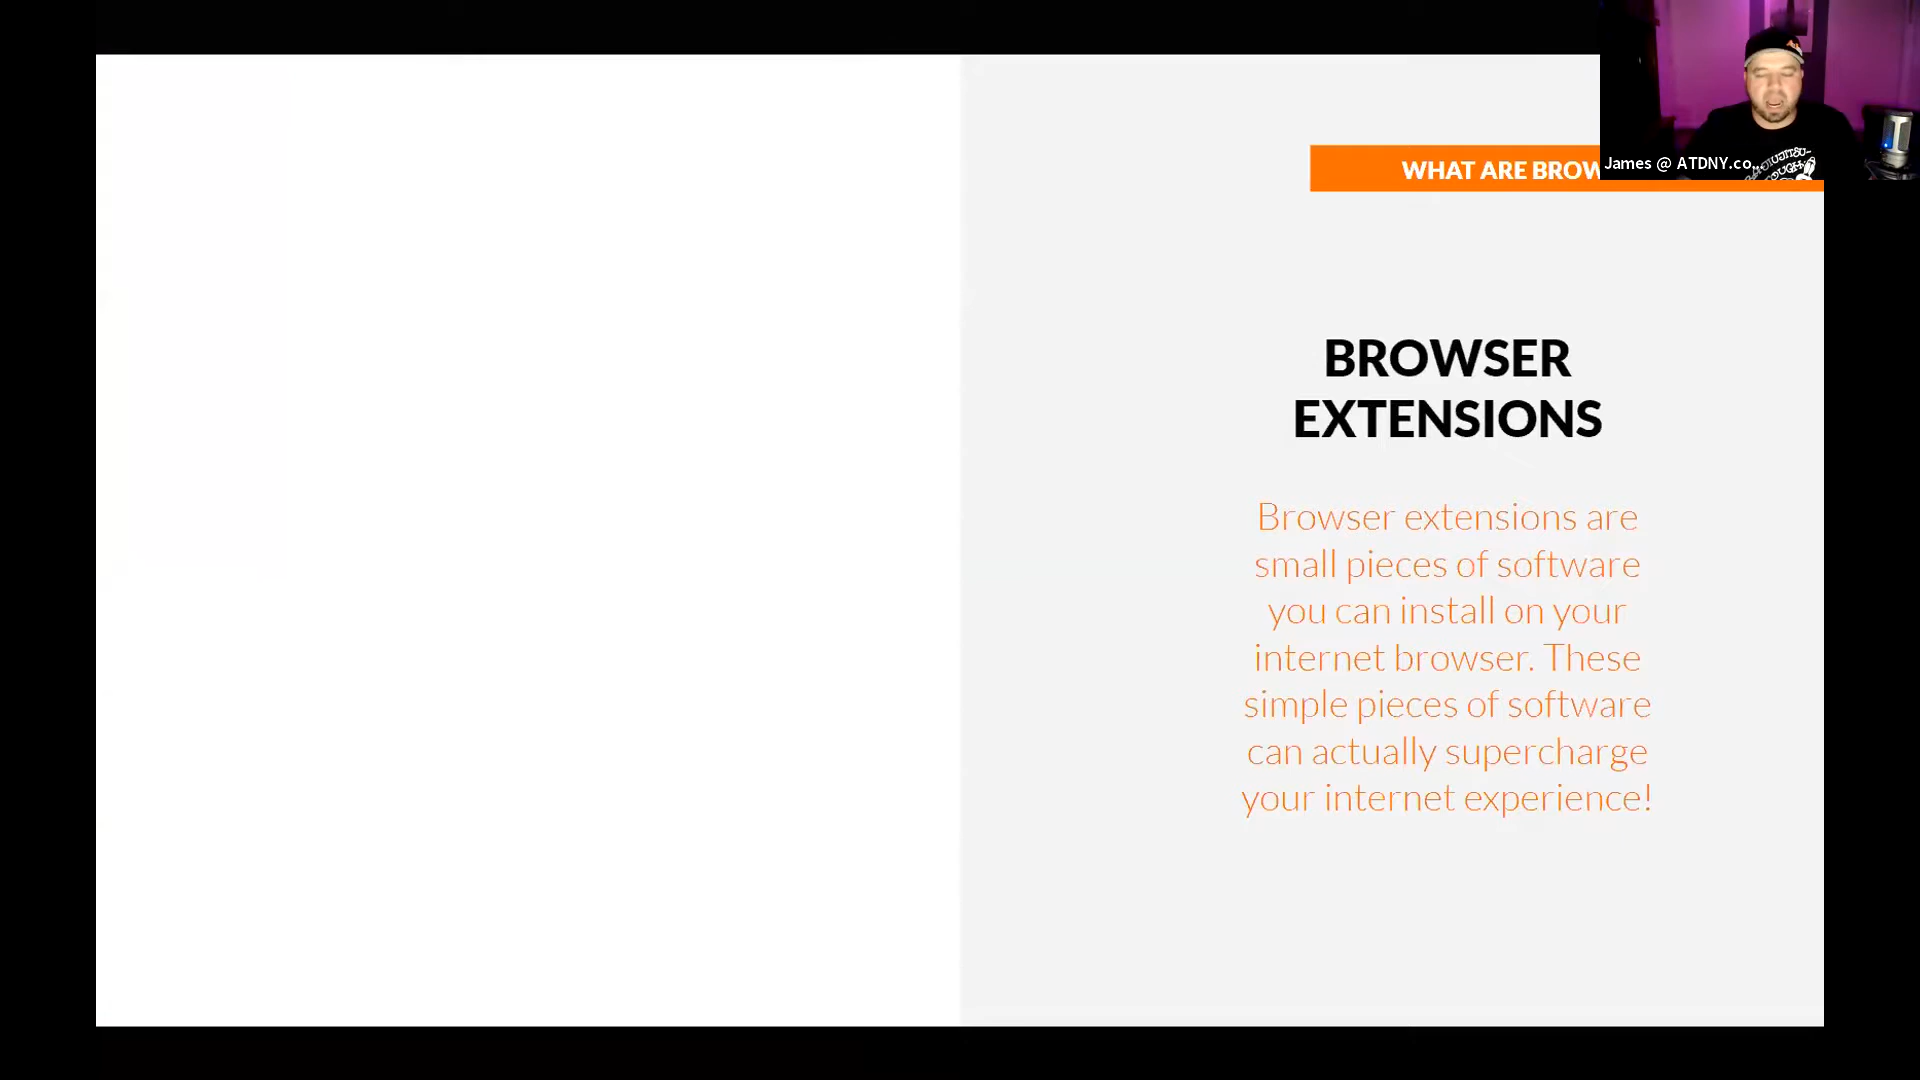 WHAT ARE BROW
James @ ATDNY.co...
BROWSER
EXTENSIONS
Browser extensions are
small pieces of software
you can install on your
internet browser. These
simple pieces of software
can actually supercharge
your internet experience!